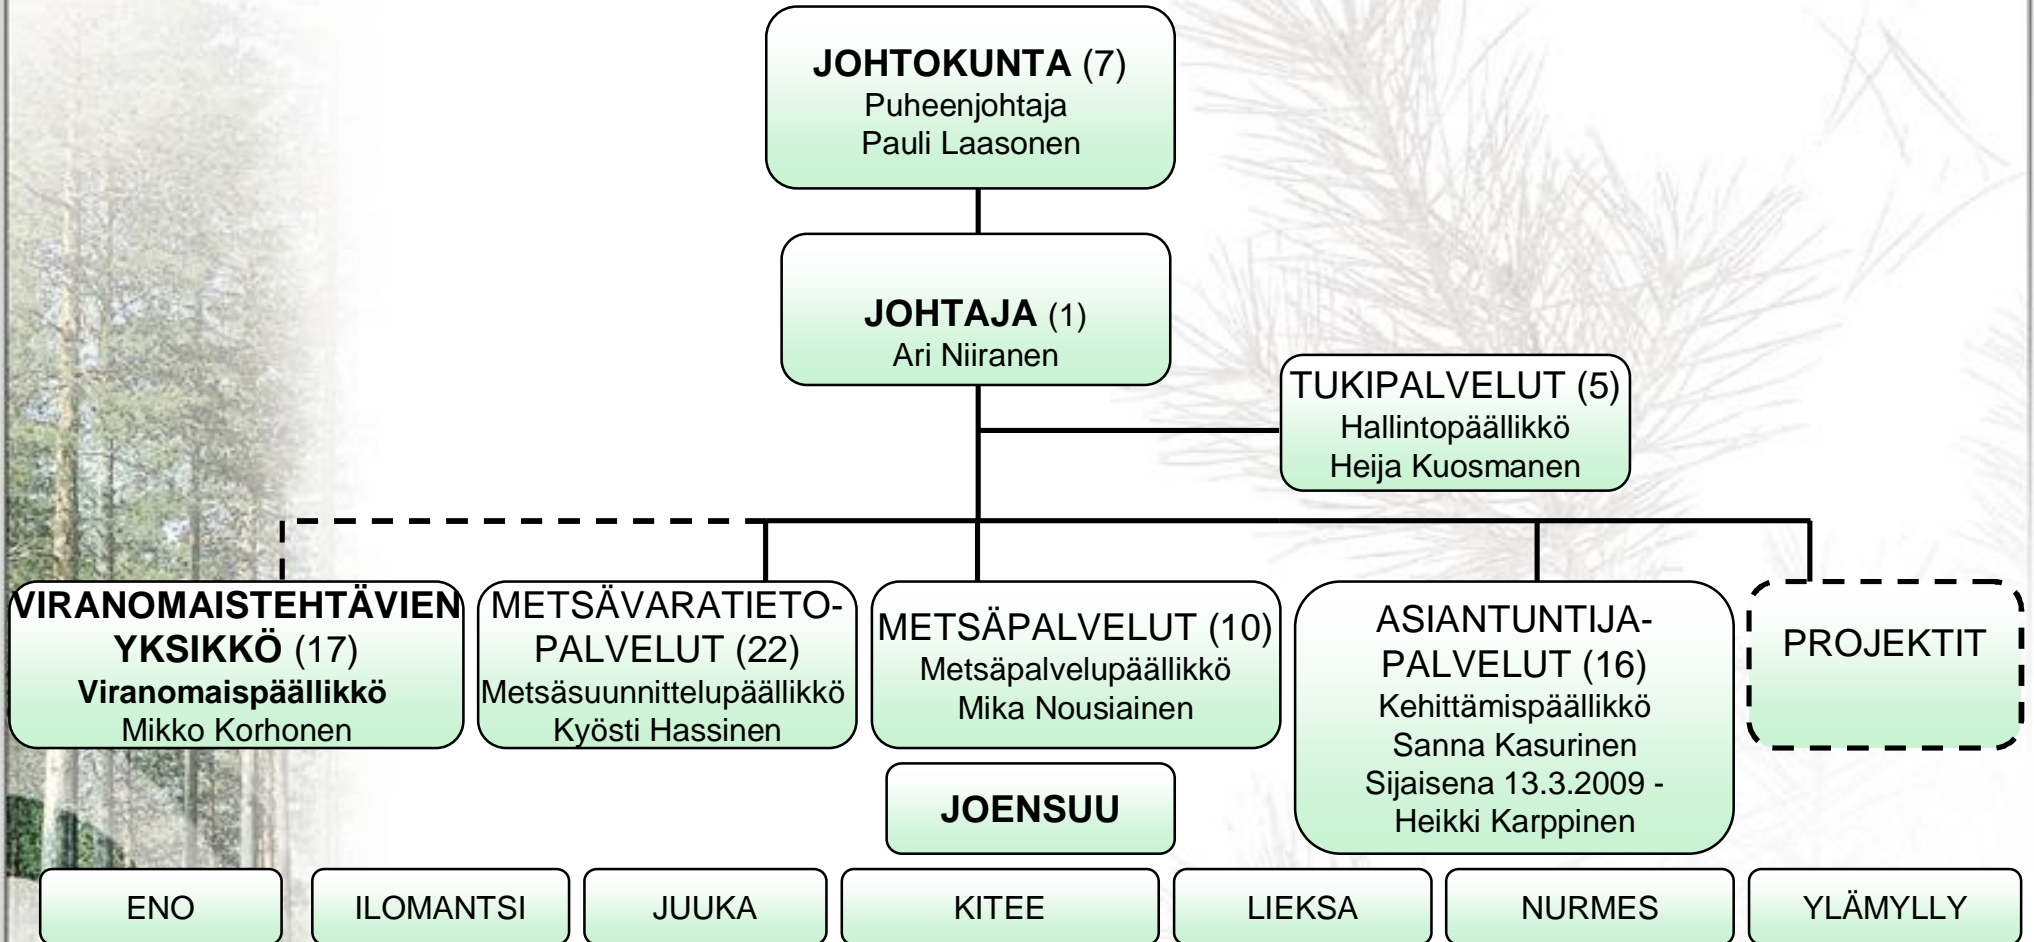 JOHTOKUNTA (7)
Puheenjohtaja
Pauli Laasonen
JOHTAJA (1)
Ari Niiranen
TUKIPALVELUT (5)
Hallintopäällikkö
Heija Kuosmanen
VIRANOMAISTEHTÄVIEN
YKSIKKÖ (17)
Viranomaispäällikkö
Mikko Korhonen
METSÄVARATIETO-
PALVELUT (22)
Metsäsuunnittelupäällikkö
Kyösti Hassinen
METSÄPALVELUT (10)
Metsäpalvelupäällikkö
Mika Nousiainen
ASIANTUNTIJA-
PALVELUT (16)
Kehittämispäällikkö
Sanna Kasurinen
Sijaisena 13.3.2009 -
Heikki Karppinen
PROJEKTIT
JOENSUU
ENO
ILOMANTSI
JUUKA
KITEE
LIEKSA
NURMES
YLÄMYLLY